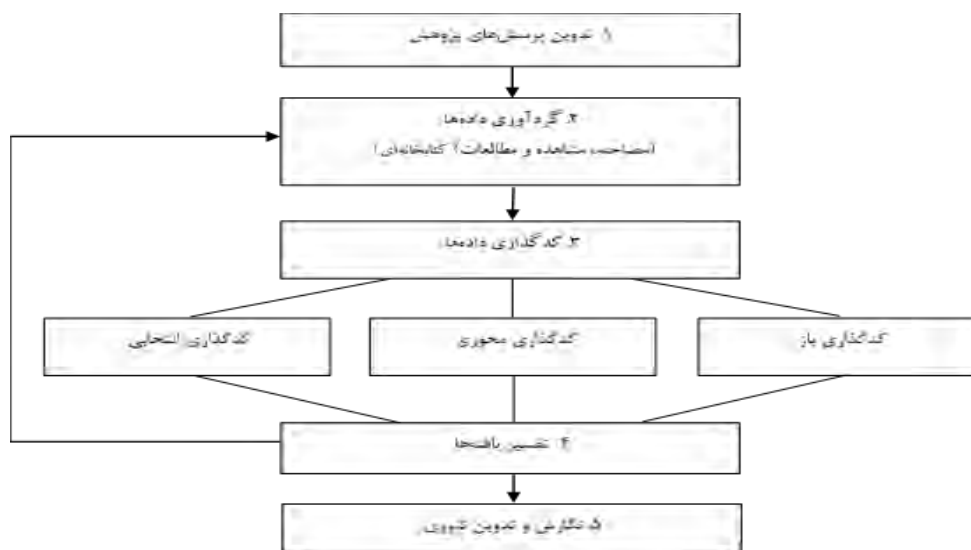 ۱. تدوین پرسش‌های پژوهش
۲. گردآوری داده‌ها:
(مصاحبه، مشاهده و مطالعات کتابخانه‌ای)
۳. کدگذاری داده‌ها:
کدگذاری باز
کدگذاری محوری
کدگذاری انتخابی
۴. تفسیر یافته‌ها
۵. نگارش و تدوین تئوری